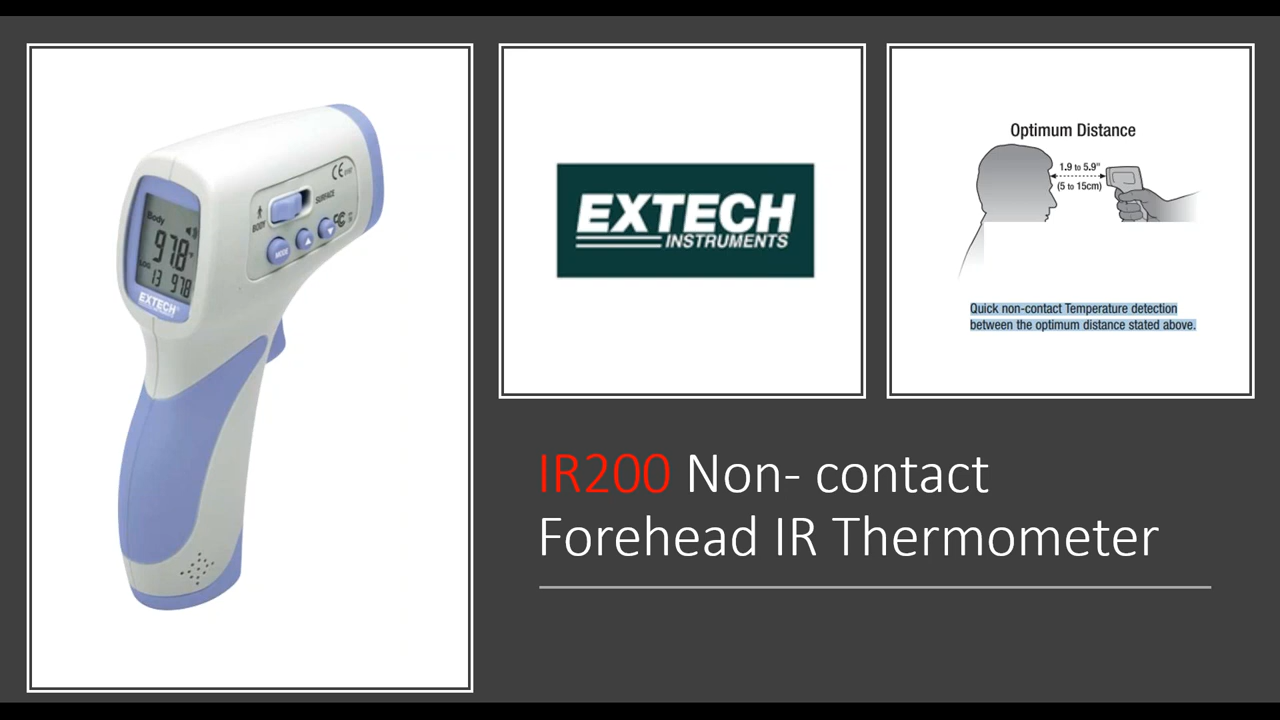 Body
97.8°F
LOG
13 97.8
EXTECH
CE
BODY
SURFACE
MODE
EXTECH
INSTRUMENTS
Optimum Distance
1.9 to 5.9"
(5 to 15cm)
Quick non-contact Temperature detection
between the optimum distance stated above.
IR200 Non- contact
Forehead IR Thermometer